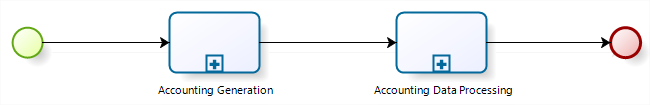 Accounting Generation
Accounting Data Processing